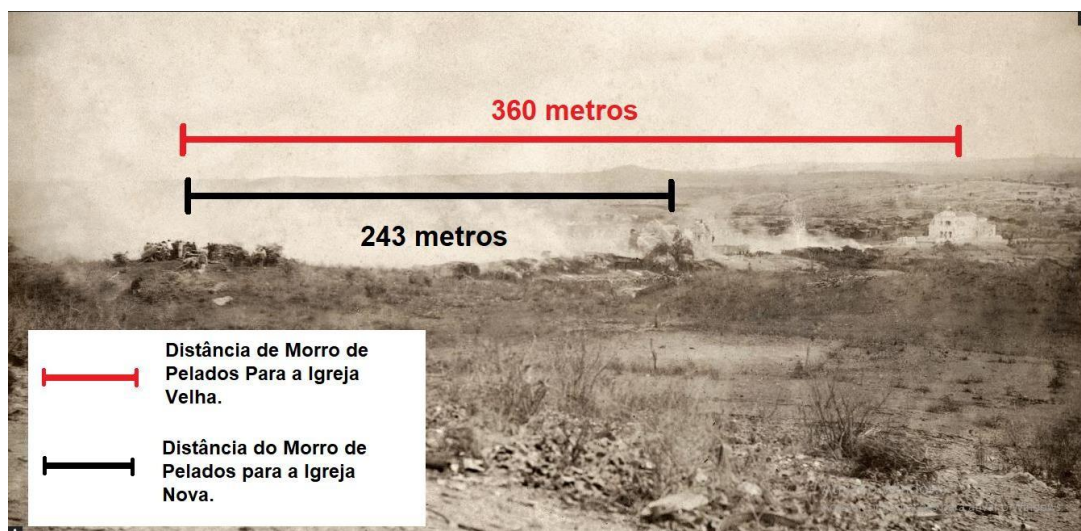 360 metros
243 metros
Distância de Morro de
Pelados Para a Igreja
Velha.
Distância do Morro de
Pelados para a Igreja
Nova.